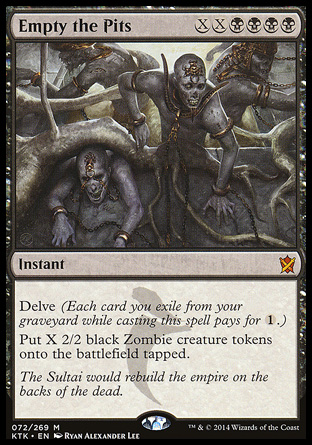 Empty the Pits XX
Instant
Delve (Each card you exile from your
graveyard while casting this spell pays for 1.)
Put X 2/2 black Zombie creature tokens
onto the battlefield tapped.
The Sultai would rebuild the empire on the
backs of the dead.
072/269 M
KTK • EN RYAN ALEXANDER LEE
™ & © 2014 Wizards of the Coast